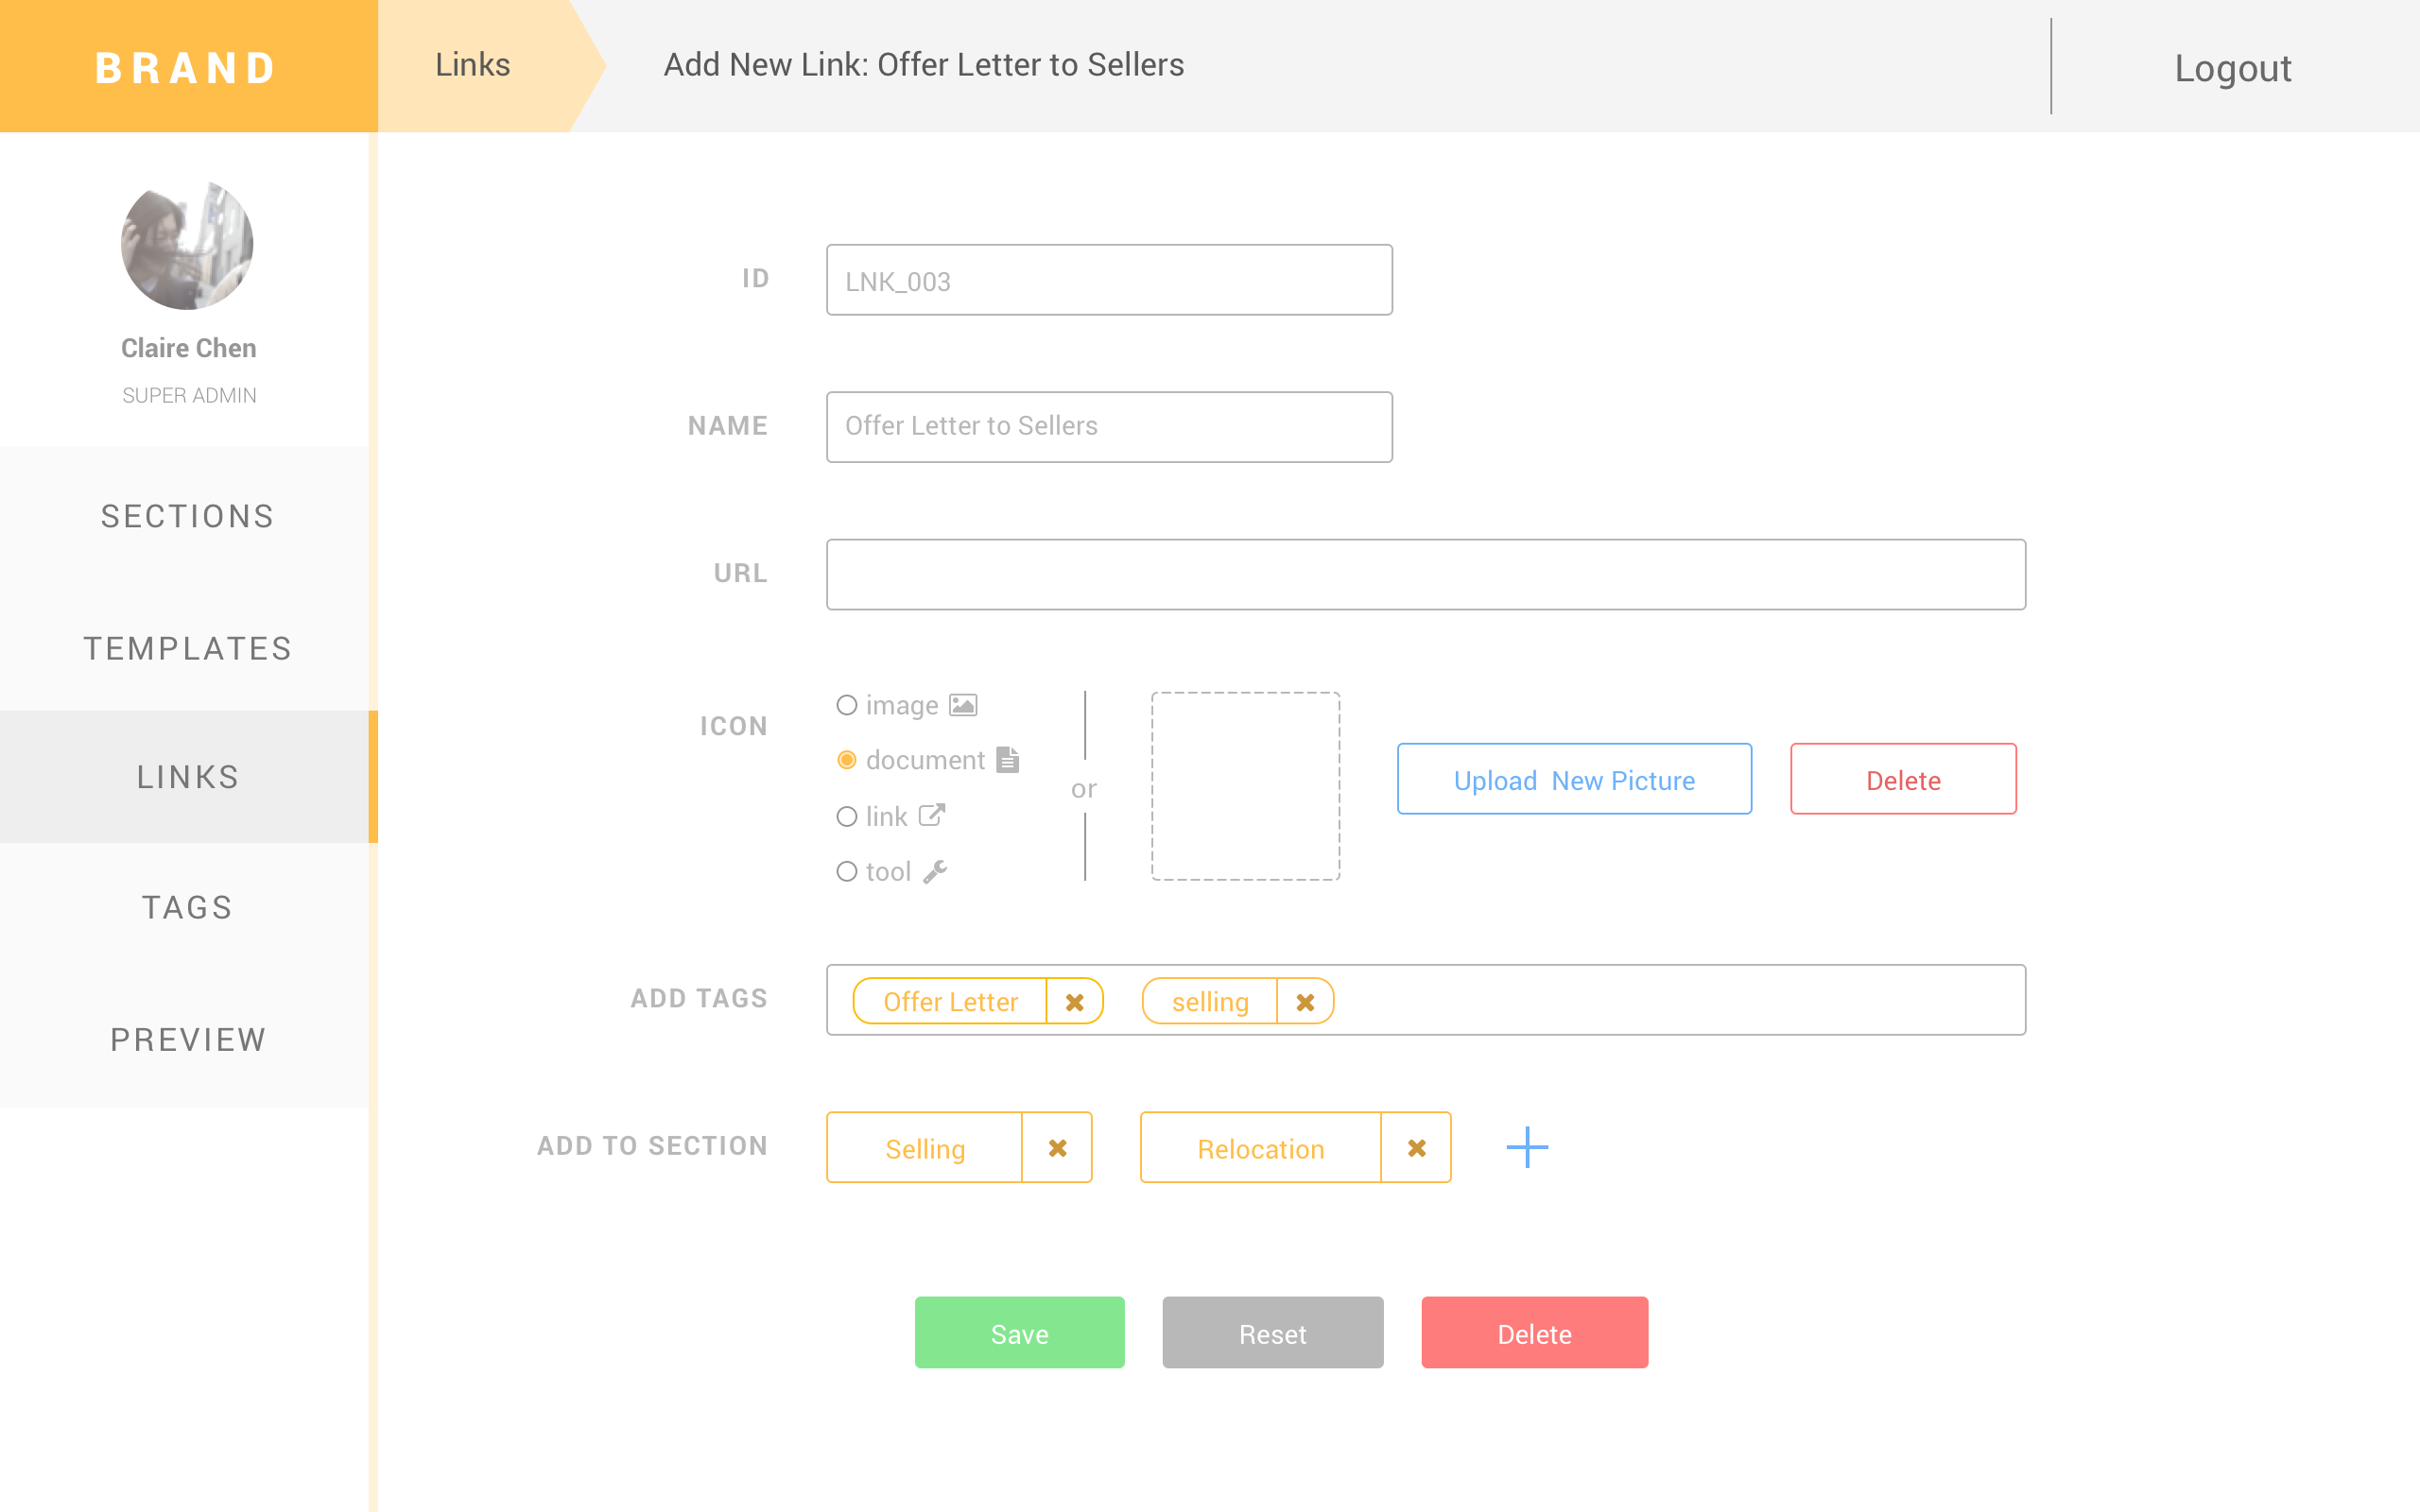 BRAND
Links
Add New Link: Offer Letter to Sellers
Logout
Claire Chen
SUPER ADMIN
SECTIONS
TEMPLATES
LINKS
TAGS
PREVIEW
ID
LNK_003
NAME
Offer Letter to Sellers
URL
ICON
image
document
link
tool
or
Upload New Picture
Delete
ADD TAGS
Offer Letter
selling
ADD TO SECTION
Selling
Relocation
Save
Reset
Delete